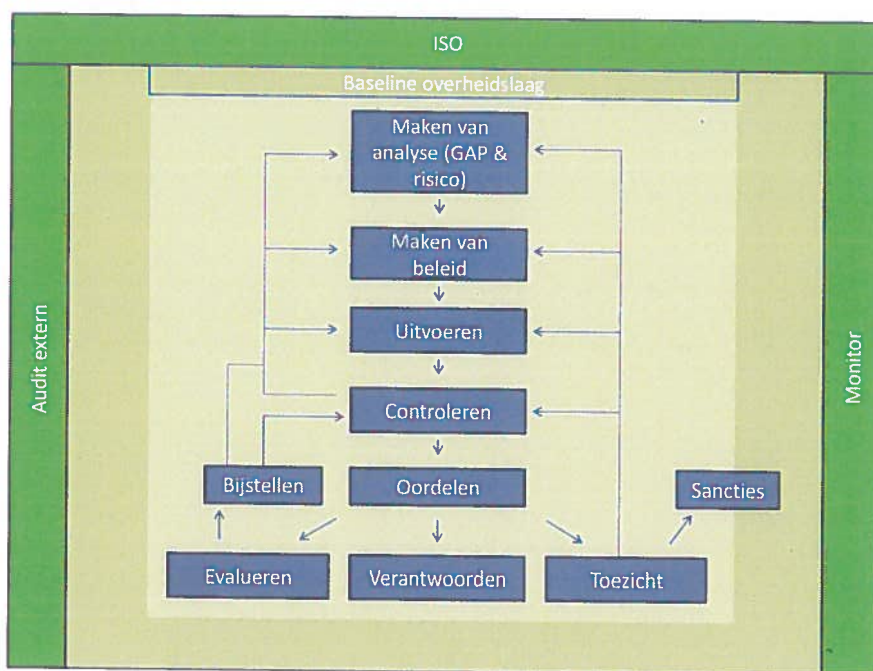 ISO
Baseline overheidslaag
Audit extern
Monitor
Maken van
analyse (GAP &
risico)
Maken van
beleid
Uitvoeren
Controleren
Bijstellen
Oordelen
Sancties
Evalueren
Verantwoorden
Toezicht